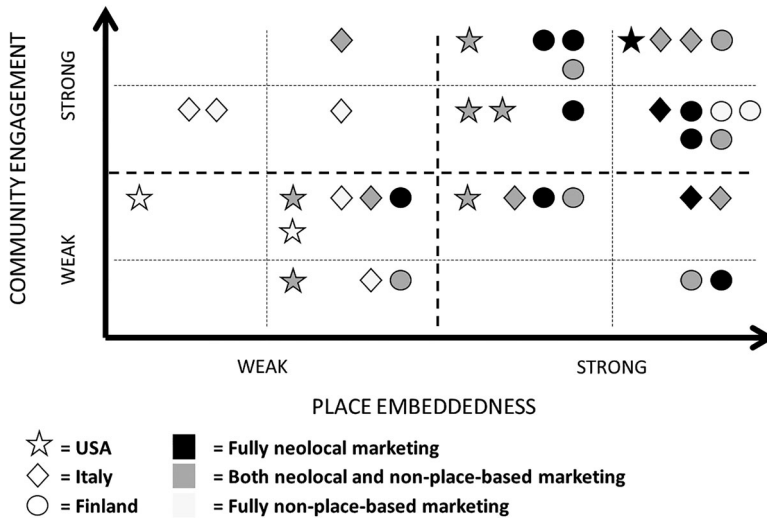 COMMUNITY ENGAGEMENT
STRONG
WEAK
WEAK STRONG
PLACE EMBEDDEDNESS
= USA = Fully neolocal marketing
= Italy = Both neolocal and non-place-based marketing
= Finland = Fully non-place-based marketing